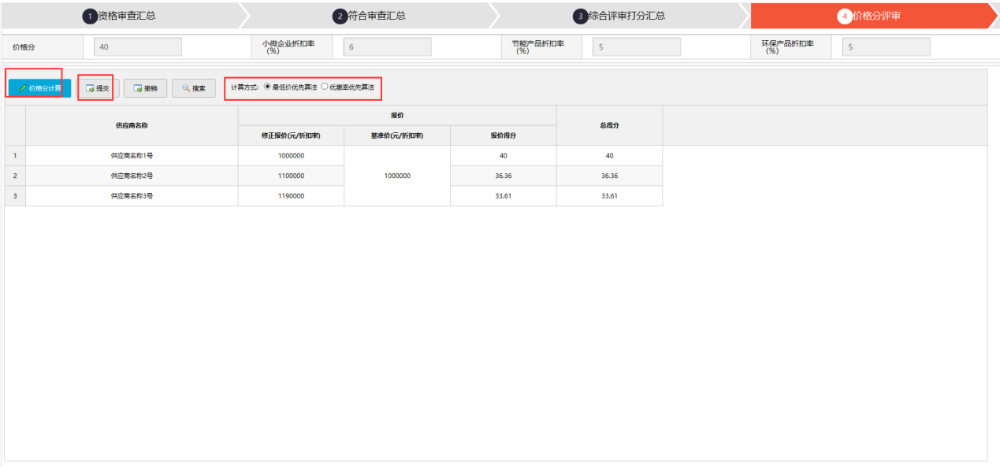 1 资格审查汇总
2 符合审查汇总
3 综合评审打分汇总
4 价格分评审
价格分 40 小微企业折扣率(%) 6 节能产品折扣率(%) 5 环保产品折扣率(%) 5
价格分计算 提交 撤销 搜索 计算方式: 最低价优先算法 优惠率优先算法
供应商名称 报价 总得分
修正报价(元/折扣率) 基准价(元/折扣率) 报价得分
1 供应商名称1号 1000000 40 40
2 供应商名称2号 1100000 1000000 36.36 36.36
3 供应商名称3号 1190000 33.61 33.61